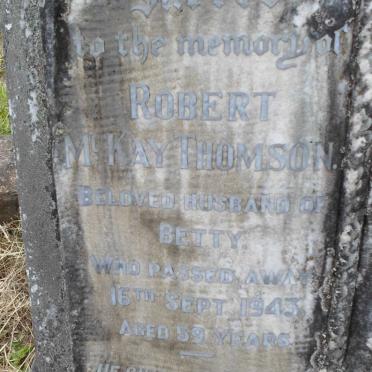 Sacred
to the memory of
ROBERT
McKAY THOMSON.
BELOVED HUSBAND OF
BETTY
WHO PASSED AWAY
16TH SEPT 1943.
AGED 59 YEARS.